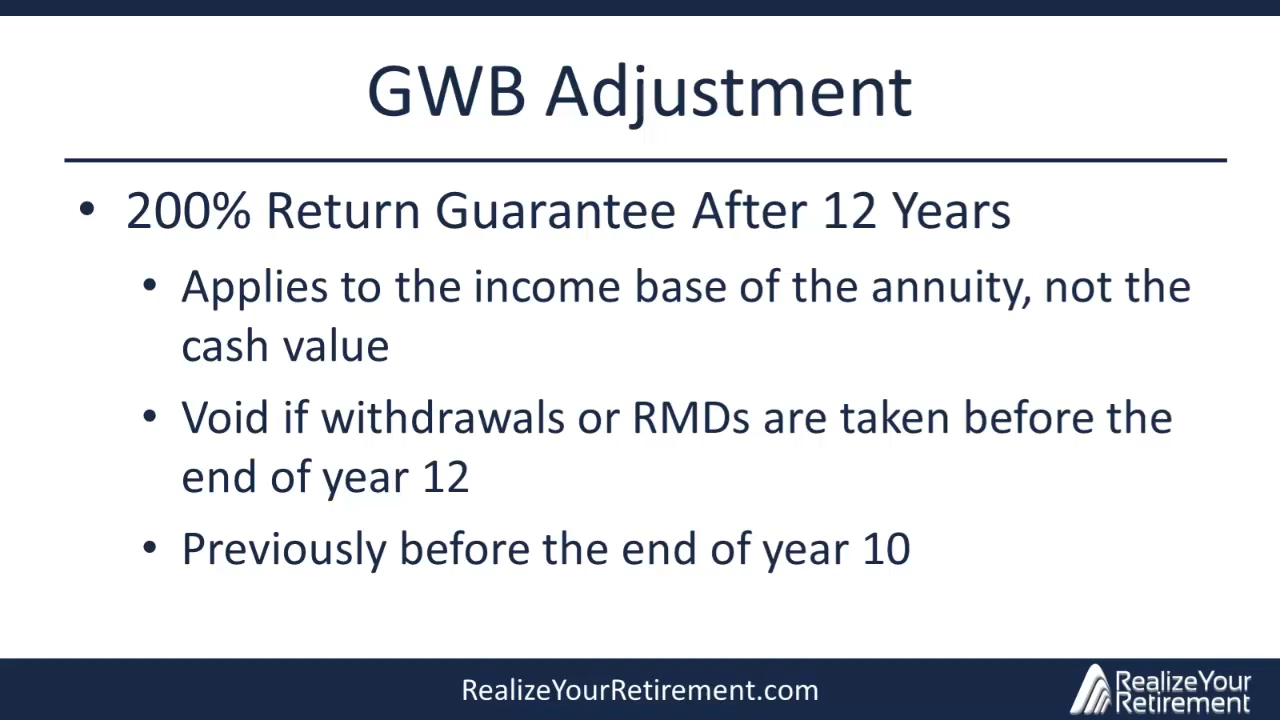 GWB Adjustment
• 200% Return Guarantee After 12 Years
• Applies to the income base of the annuity, not the
cash value
• Void if withdrawals or RMDs are taken before the
end of year 12
• Previously before the end of year 10
RealizeYourRetirement.com
RealizeYour
Retirement